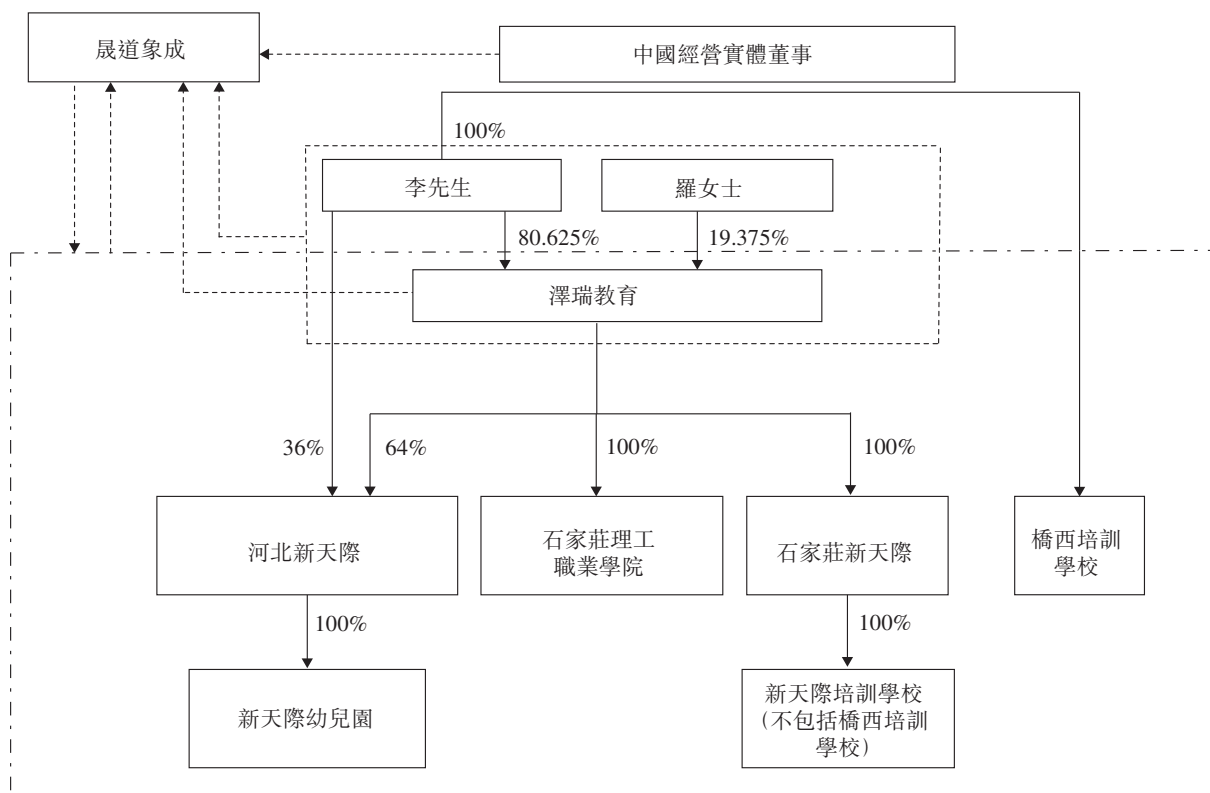 晟道象成
中國經營實體董事
100%
李先生
羅女士
80.625%
19.375%
澤瑞教育
36%
64%
100%
100%
河北新天際
石家莊理工
職業學院
石家莊新天際
橋西培訓
學校
100%
100%
新天際幼兒園
新天際培訓學校
(不包括橋西培訓
學校)